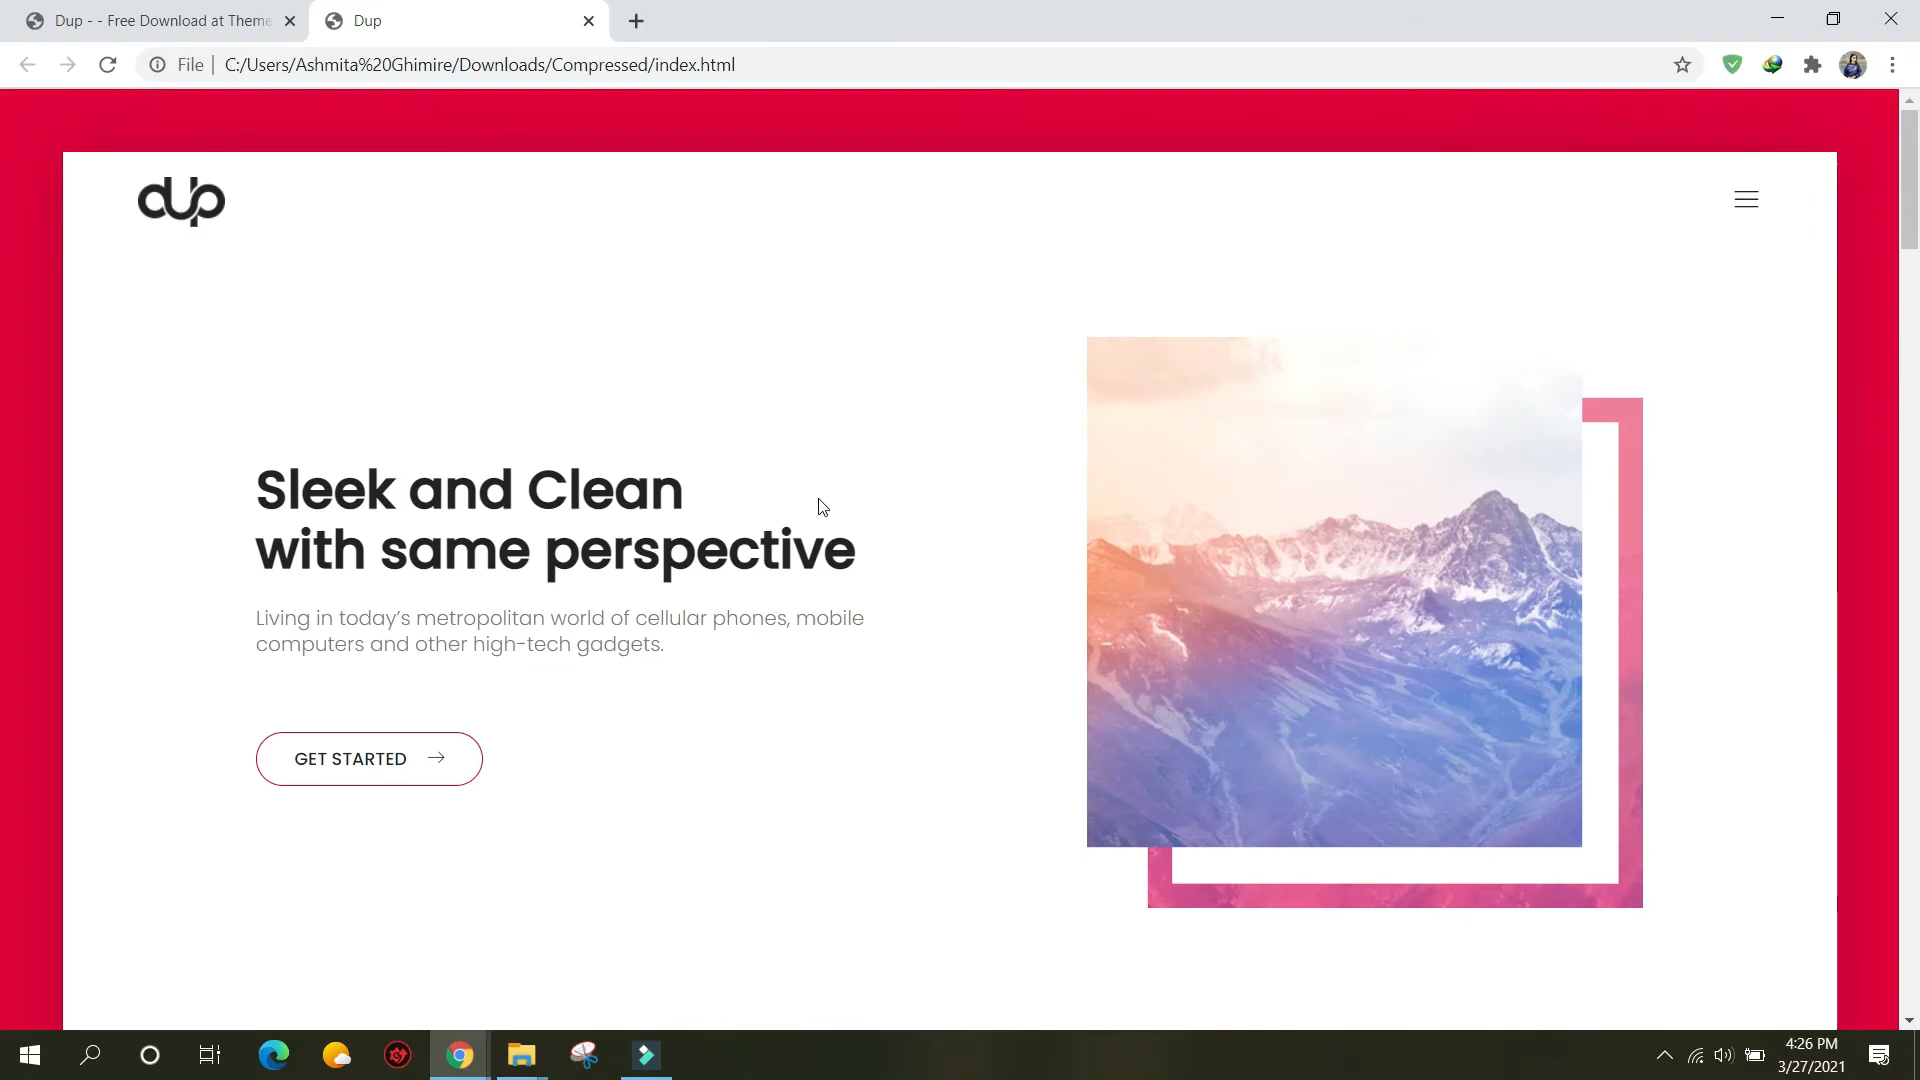 Dup - - Free Download at Theme
Dup
File
C:/Users/Ashmita%20Ghimire/Downloads/Compressed/index.html
dup
Sleek and Clean
with same perspective
Living in today’s metropolitan world of cellular phones, mobile
computers and other high-tech gadgets.
GET STARTED
4:26 PM
3/27/2021